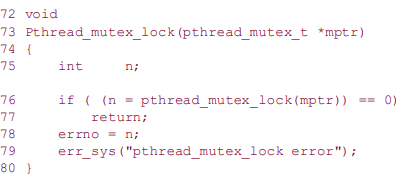 72 void
73 Pthread_mutex_lock(pthread_mutex_t *mptr)
74 {
75     int     n;
76     if ( (n = pthread_mutex_lock(mptr)) == 0)
77         return;
78     errno = n;
79     err_sys("pthread_mutex_lock error");
80 }